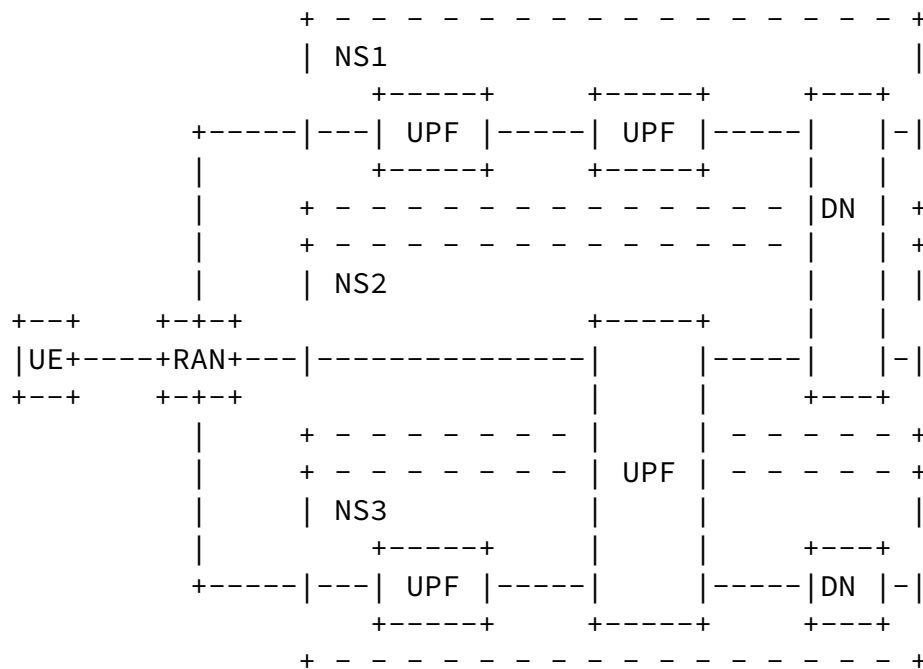 NS1
UPF UPF
DN
NS2
UE RAN
UPF
NS3
UPF DN